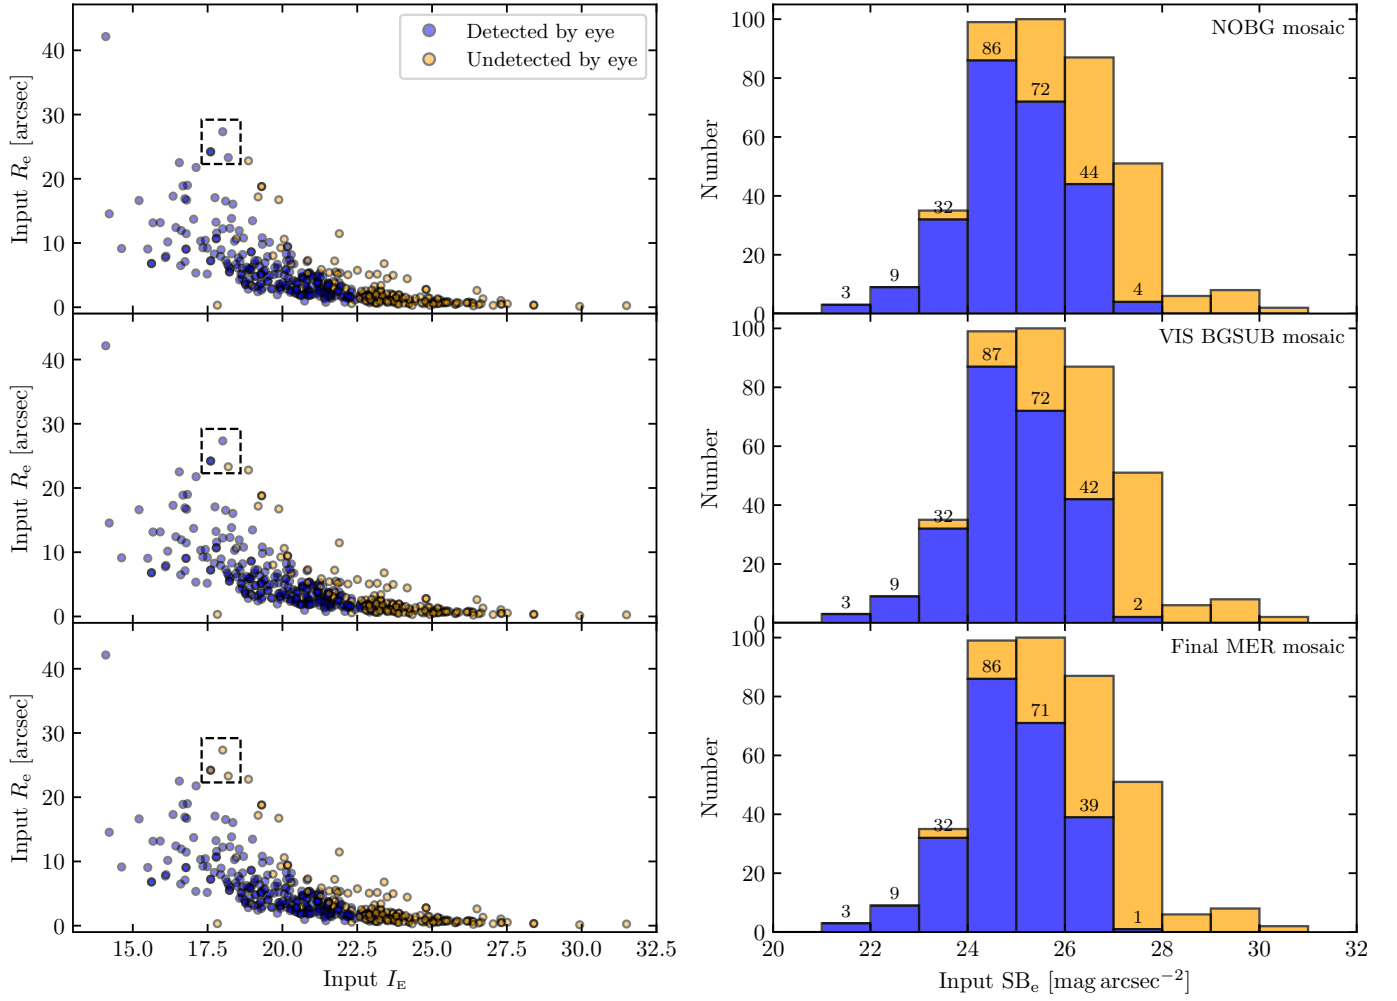 Detected by eye
Undetected by eye
Input Rₑ [arcsec]
40
30
20
10
0
Input Rₑ [arcsec]
40
30
20
10
0
Input Rₑ [arcsec]
40
30
20
10
0
15.0 17.5 20.0 22.5 25.0 27.5 30.0 32.5
Input I_E
NOBG mosaic
Number
100
80
60
40
20
0
3 9 32 86 72 44 4
VIS BGSUB mosaic
Number
100
80
60
40
20
0
3 9 32 87 72 42 2
Final MER mosaic
Number
100
80
60
40
20
0
3 9 32 86 71 39 1
20 22 24 26 28 30 32
Input SBₑ [mag arcsec⁻²]